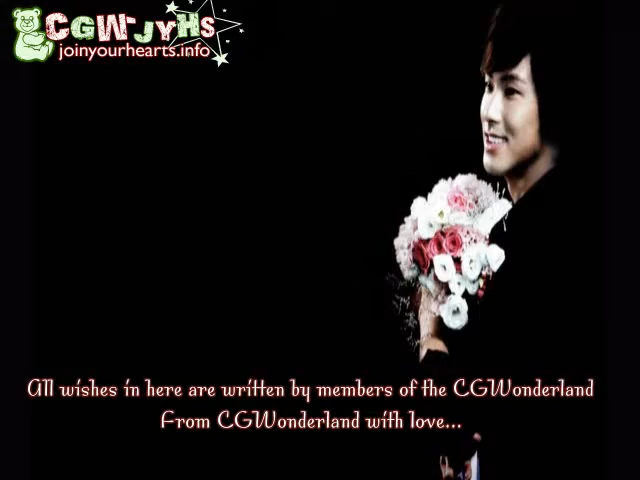 CGW-JYHS
joinyourhearts.info
All wishes in here are written by members of the CGWonderland
From CGWonderland with love...